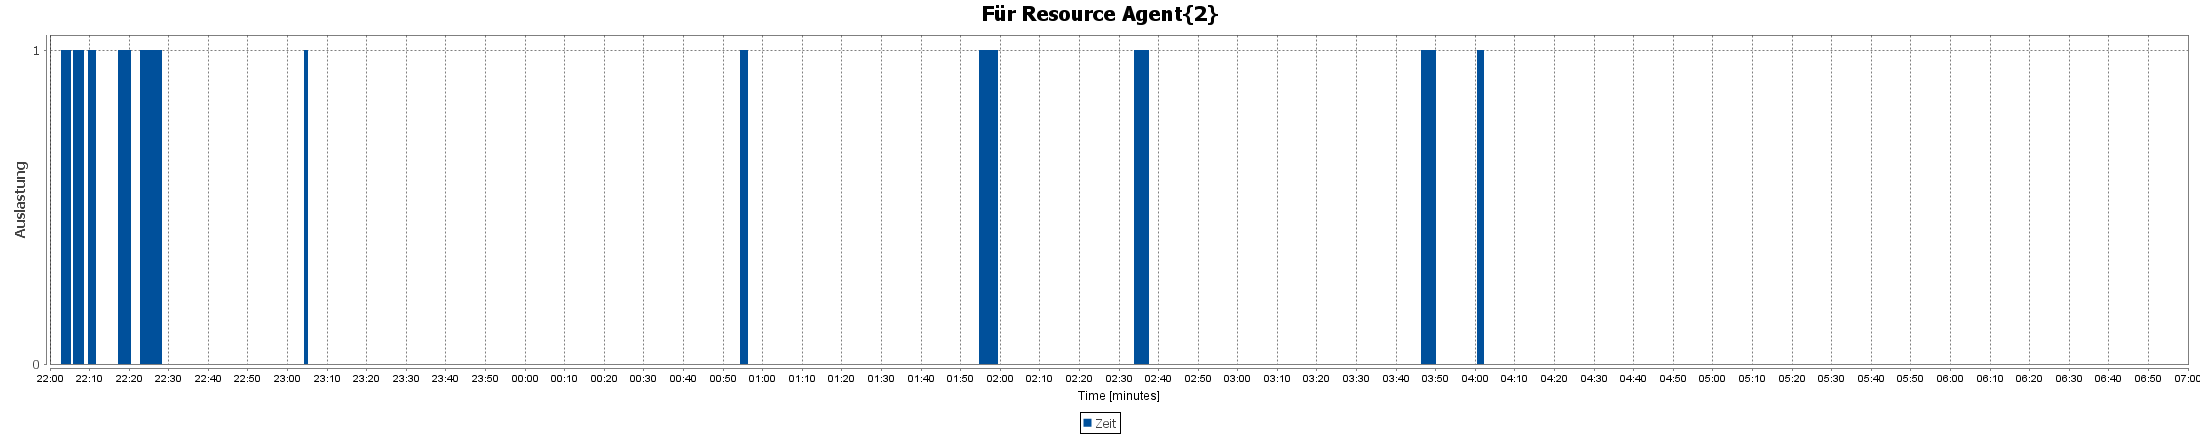 Für Resource Agent{2}
Auslastung
1
0
22:00 22:10 22:20 22:30 22:40 22:50 23:00 23:10 23:20 23:30 23:40 23:50 00:00 00:10 00:20 00:30 00:40 00:50 01:00 01:10 01:20 01:30 01:40 01:50 02:00 02:10 02:20 02:30 02:40 02:50 03:00 03:10 03:20 03:30 03:40 03:50 04:00 04:10 04:20 04:30 04:40 04:50 05:00 05:10 05:20 05:30 05:40 05:50 06:00 06:10 06:20 06:30 06:40 06:50 07:00
Time [minutes]
Zeit